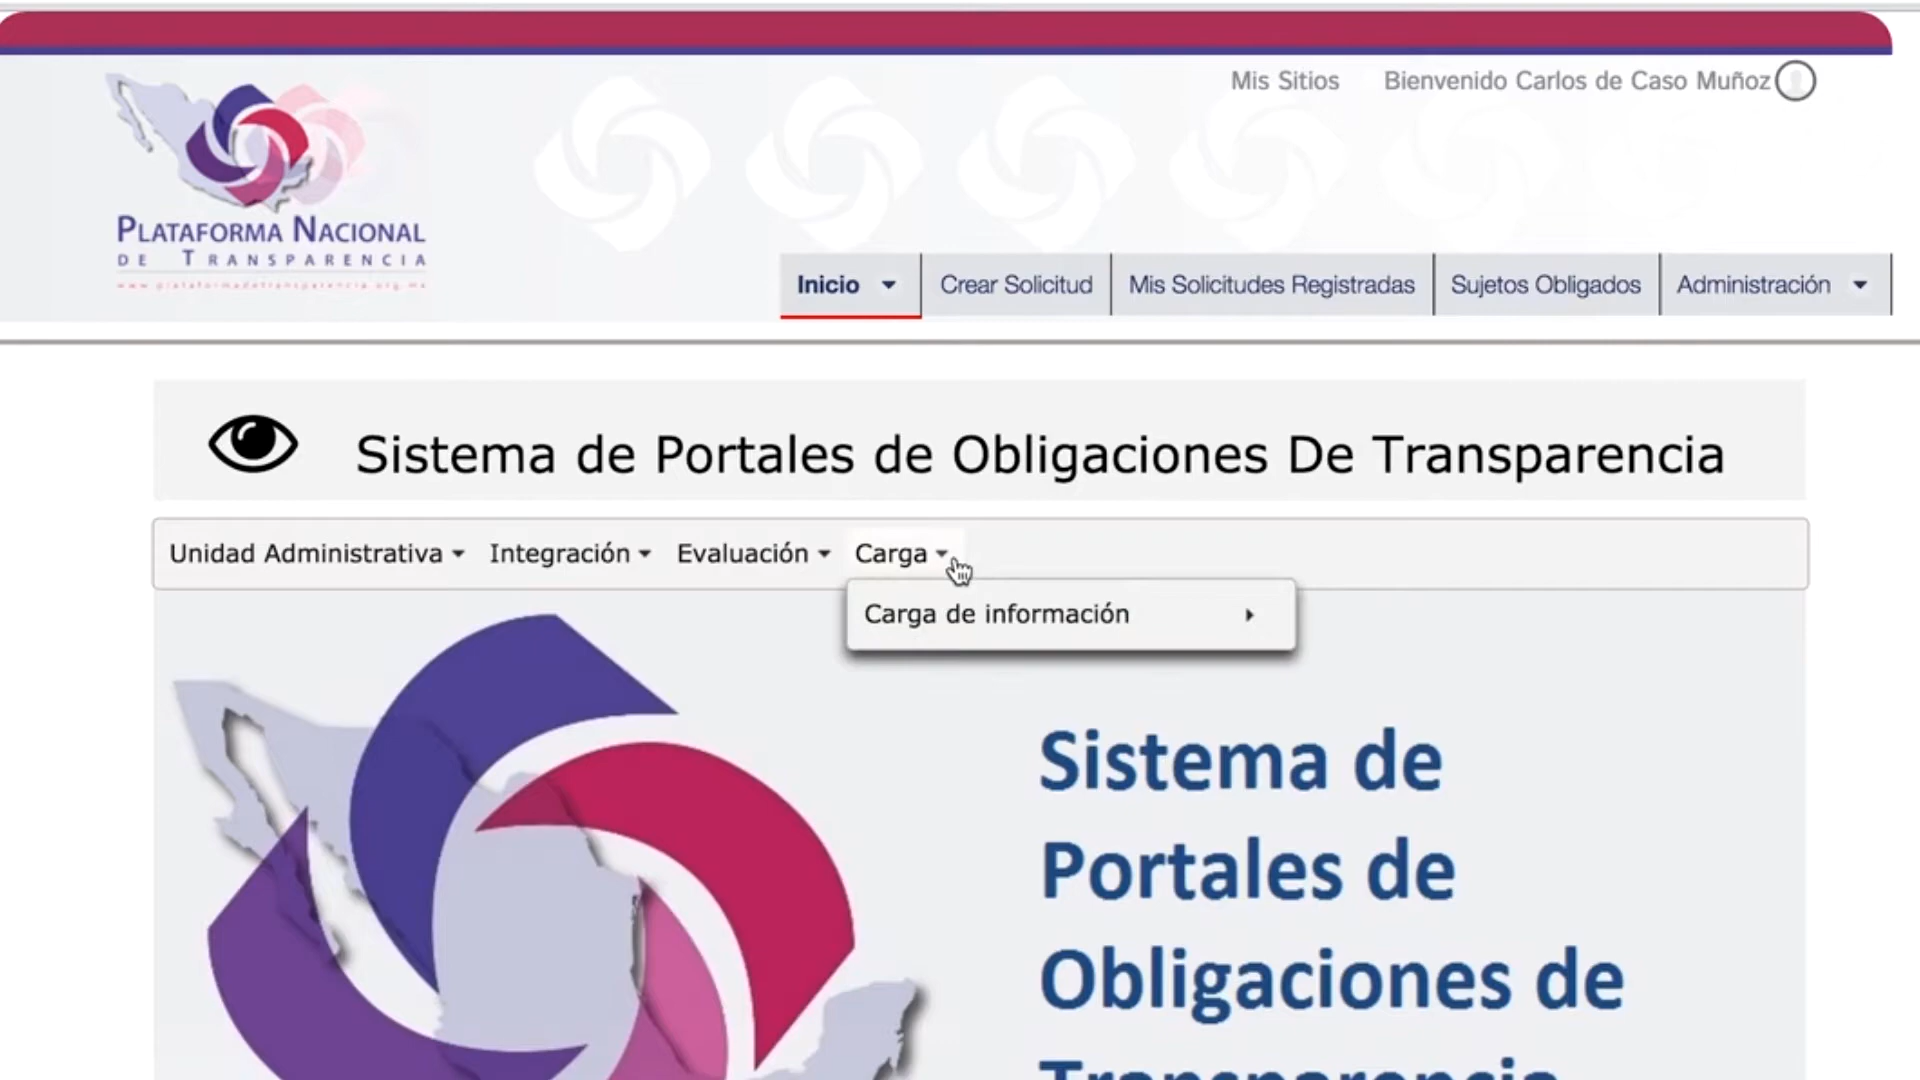 Mis Sitios Bienvenido Carlos de Caso Muñoz
PLATAFORMA NACIONAL
DE TRANSPARENCIA
Inicio Crear Solicitud Mis Solicitudes Registradas Sujetos Obligados Administración
Sistema de Portales de Obligaciones De Transparencia
Unidad Administrativa Integración Evaluación Carga
Carga de información
Sistema de
Portales de
Obligaciones de
Transparencia